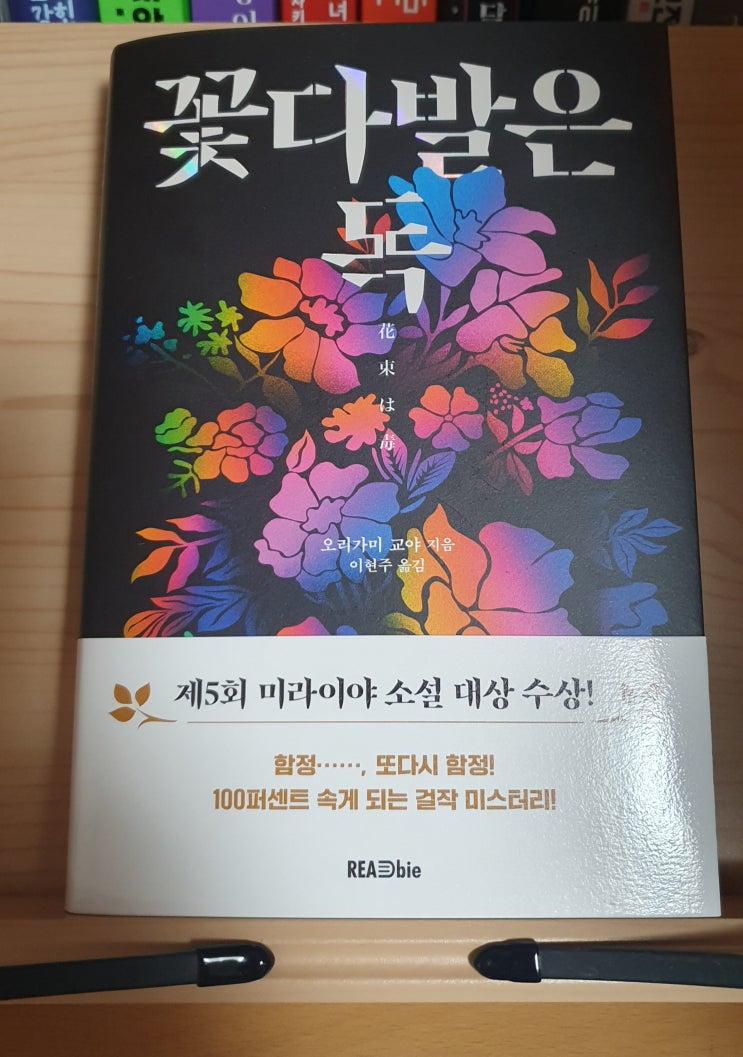 꽃다발은
독
花
束
は
毒
오리가미 교야 지음
이현주 옮김
제5회 미라이야 소설 대상 수상!
함정……, 또다시 함정!
100퍼센트 속게 되는 걸작 미스터리!
READbie